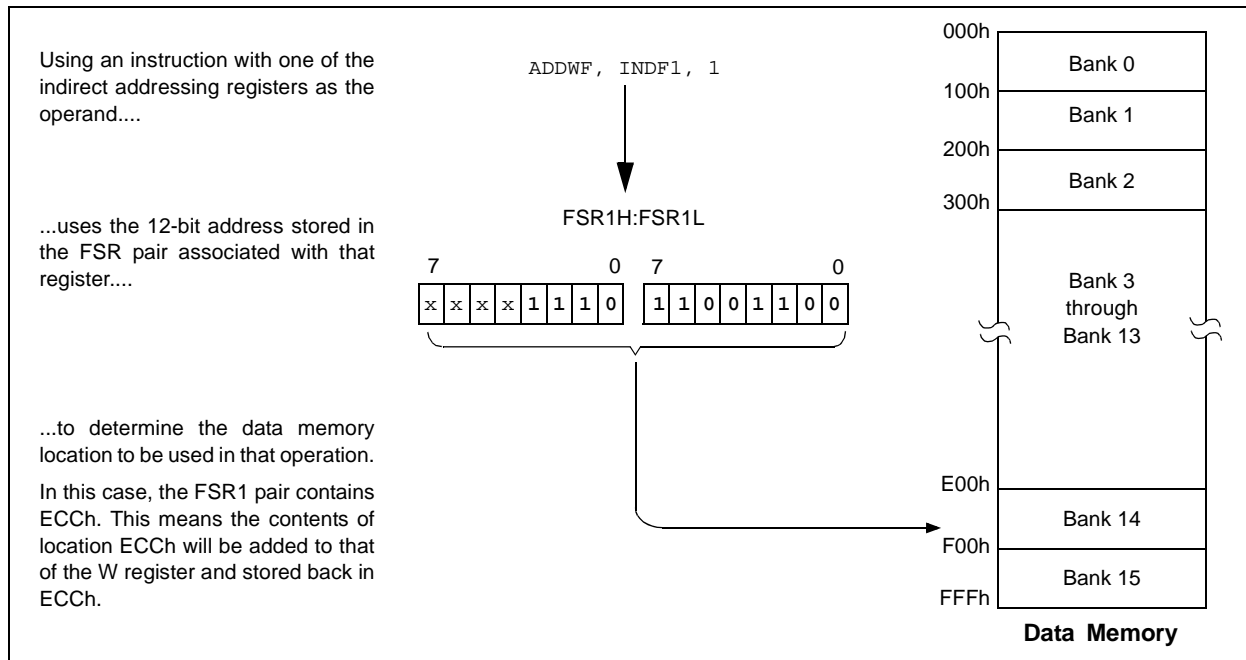 Using an instruction with one of the
indirect addressing registers as the
operand....
ADDWF, INDF1, 1
...uses the 12-bit address stored in
the FSR pair associated with that
register....
FSR1H:FSR1L
7 0 7 0
x x x x 1 1 1 0 1 1 0 0 1 1 0 0
...to determine the data memory
location to be used in that operation.
In this case, the FSR1 pair contains
ECCh. This means the contents of
location ECCh will be added to that
of the W register and stored back in
ECCh.
000h
Bank 0
100h
Bank 1
200h
Bank 2
300h
Bank 3
through
Bank 13
E00h
Bank 14
F00h
Bank 15
FFFh
Data Memory